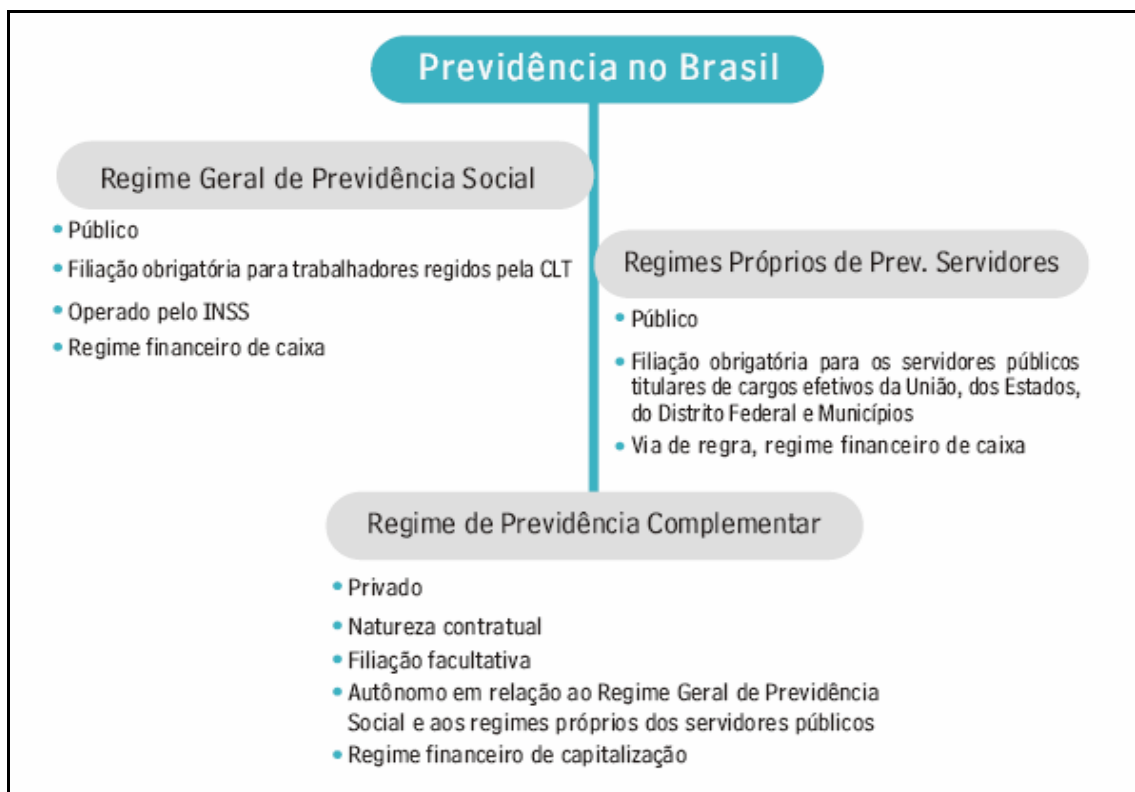 Previdência no Brasil
Regime Geral de Previdência Social
• Público
• Filiação obrigatória para trabalhadores regidos pela CLT
• Operado pelo INSS
• Regime financeiro de caixa
Regimes Próprios de Prev. Servidores
• Público
• Filiação obrigatória para os servidores públicos
titulares de cargos efetivos da União, dos Estados,
do Distrito Federal e Municípios
• Via de regra, regime financeiro de caixa
Regime de Previdência Complementar
• Privado
• Natureza contratual
• Filiação facultativa
• Autônomo em relação ao Regime Geral de Previdência
Social e aos regimes próprios dos servidores públicos
• Regime financeiro de capitalização